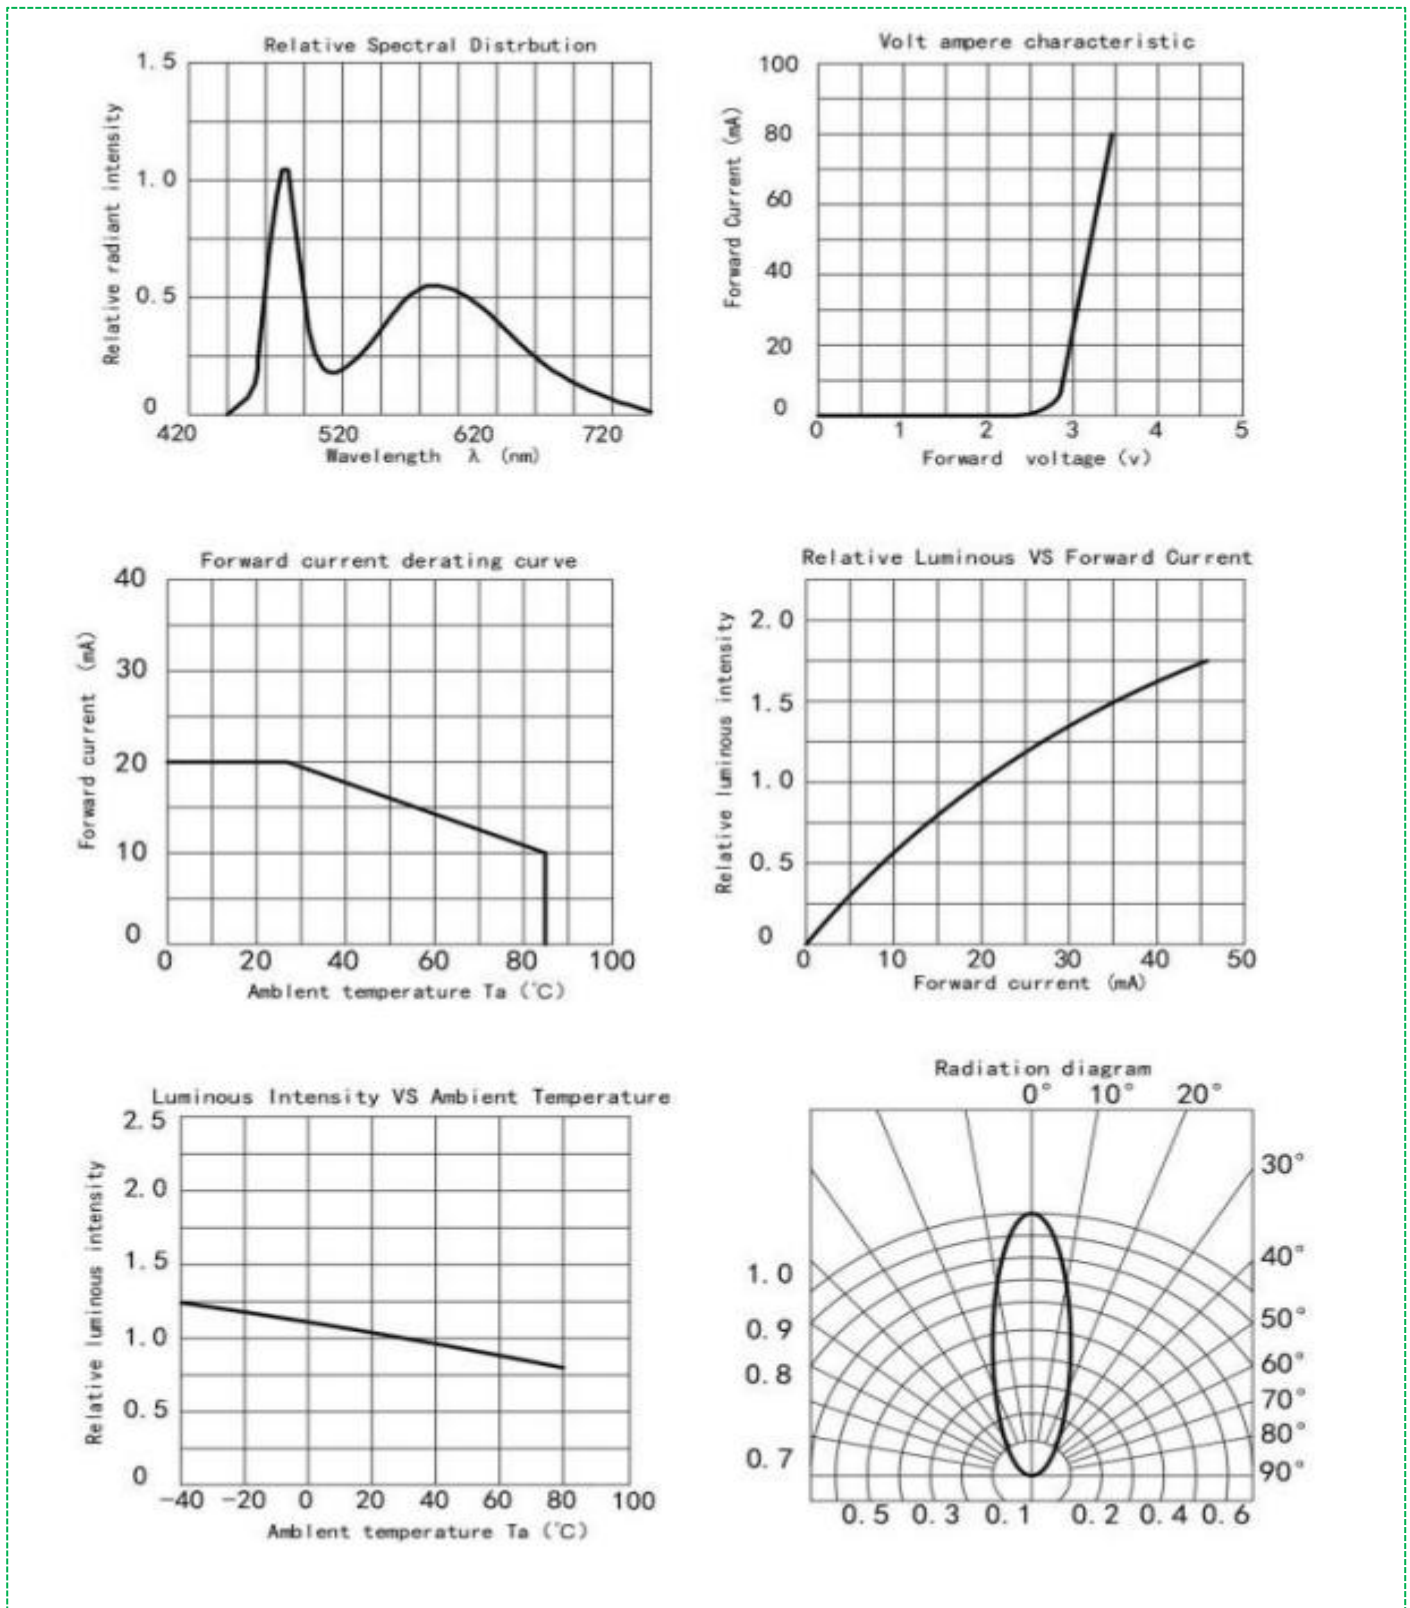 Relative Spectral Distrbution
1.5
1.0
0.5
0
Relative radiant intensity
420 520 620 720
Wavelength λ (nm)
Volt ampere characteristic
100
80
60
40
20
0
Forward Current (mA)
0 1 2 3 4 5
Forward voltage (v)
Forward current derating curve
40
30
20
10
0
Forward current (mA)
0 20 40 60 80 100
Amblent temperature Ta (℃)
Relative Luminous VS Forward Current
2.0
1.5
1.0
0.5
0
Relative luminous intensity
0 10 20 30 40 50
Forward current (mA)
Luminous Intensity VS Ambient Temperature
2.5
2.0
1.5
1.0
0.5
0
Relative luminous intensity
-40 -20 0 20 40 60 80 100
Amblent temperature Ta (℃)
Radiation diagram
0° 10° 20°
30°
40°
50°
60°
70°
80°
90°
1.0
0.9
0.8
0.7
0.5 0.3 0.1 0.2 0.4 0.6